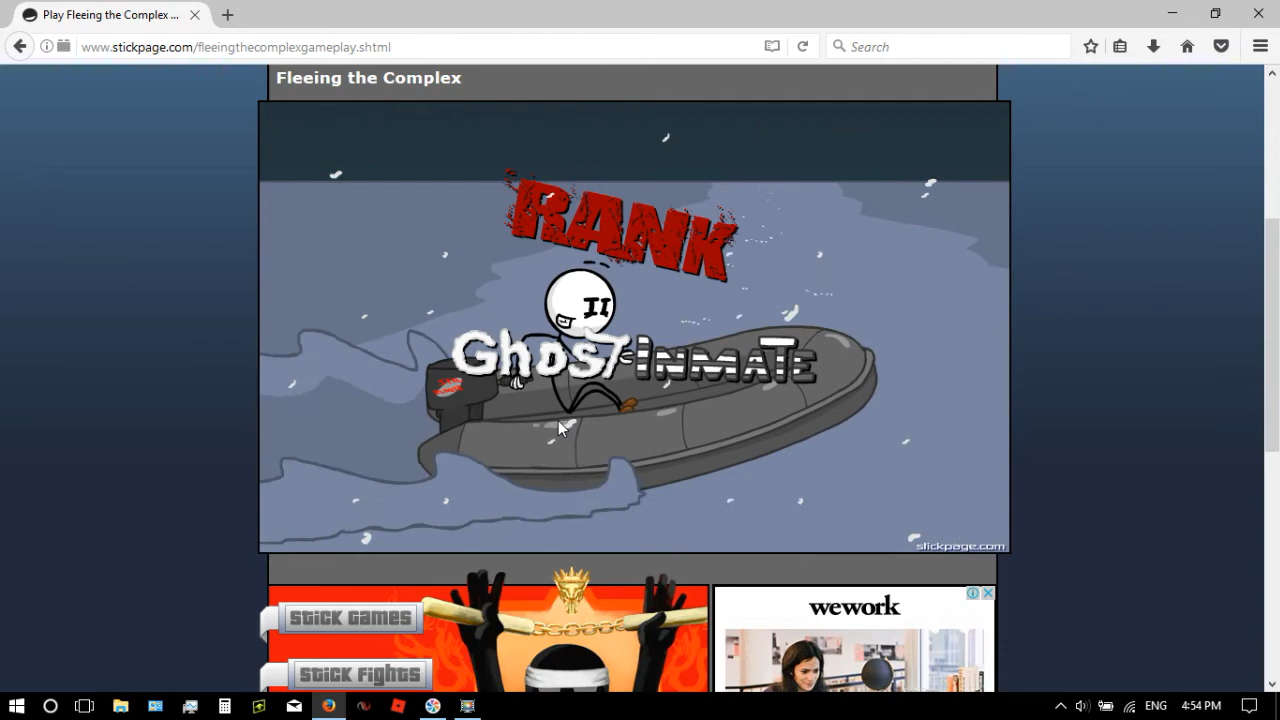 Play Fleeing the Complex ...
www.stickpage.com/fleeingthecomplexgameplay.shtml
Search
Fleeing the Complex
RANK
GhosT InmaTe
stickpage.com
STICK GAMES
wework
STICK FIGHTS
ENG
4:54 PM